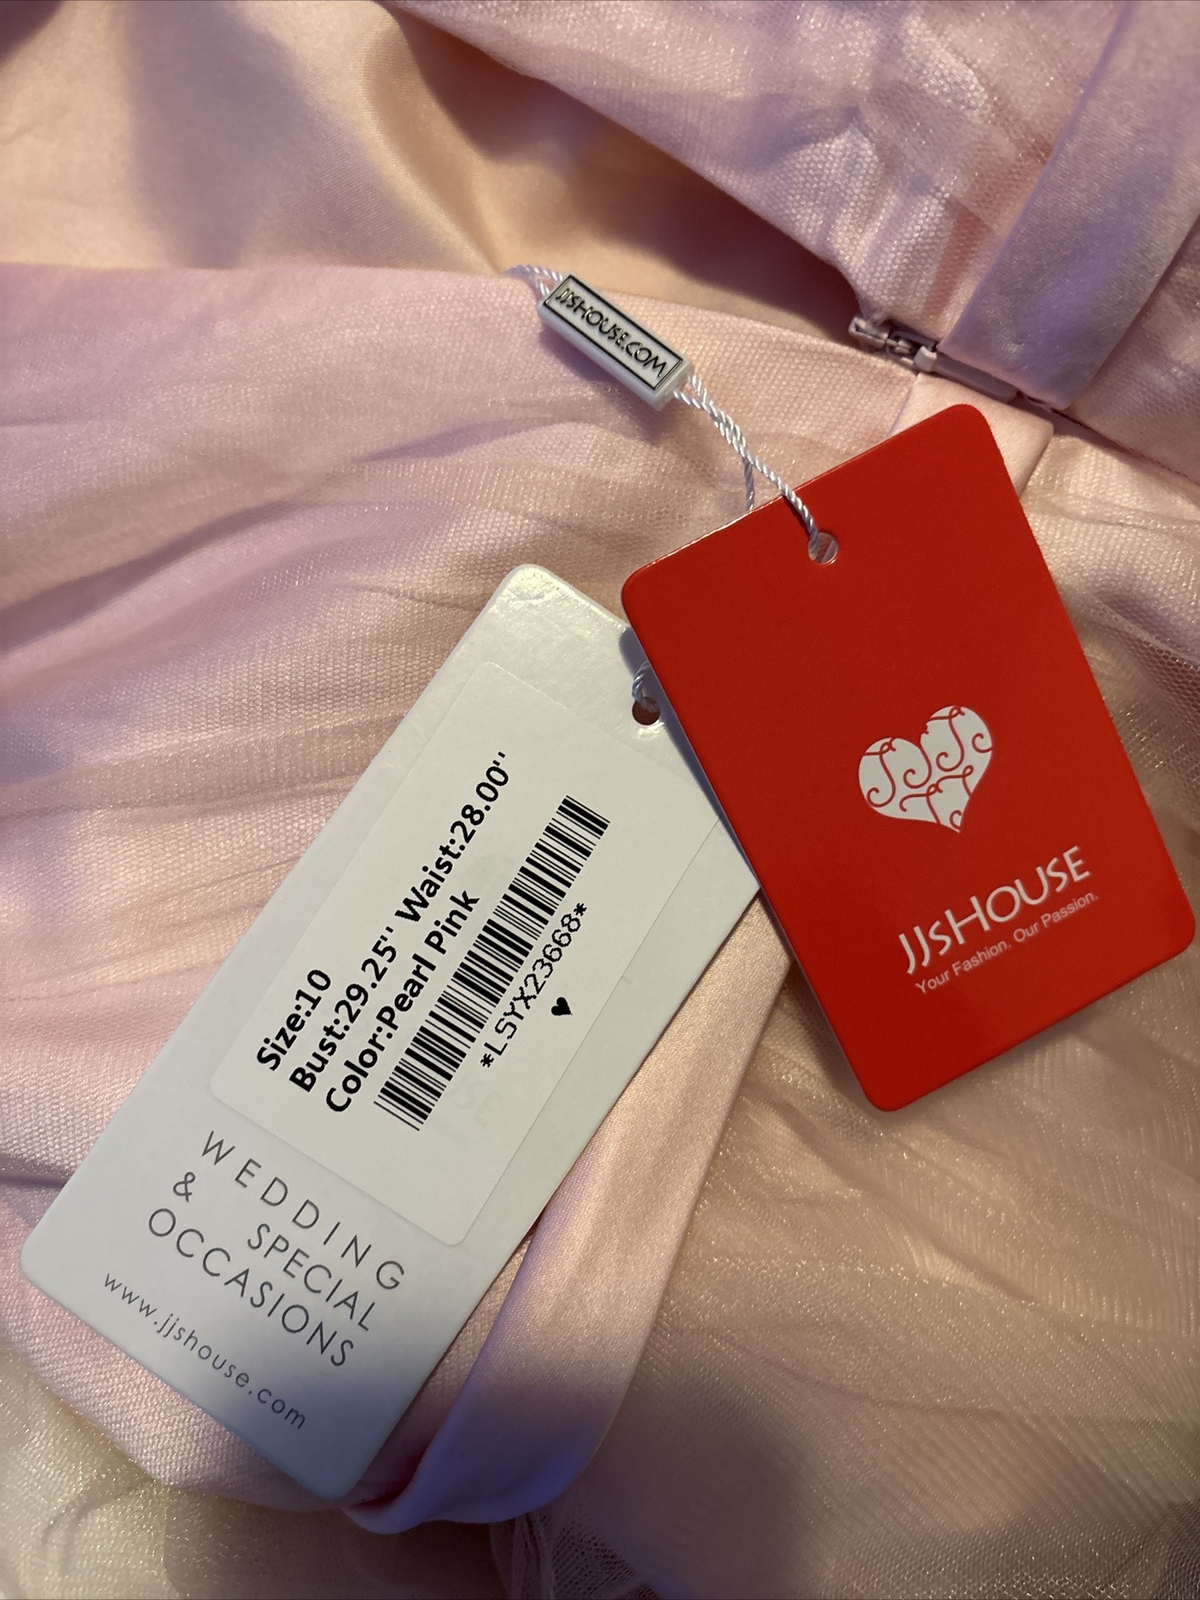 JJSHOUSE.COM
JJsHOUSE
Your Fashion. Our Passion.
Size:10
Bust:29.25'' Waist:28.00''
Color:Pearl Pink
*LSYX23668*
WEDDING
& SPECIAL
OCCASIONS
www.jjshouse.com